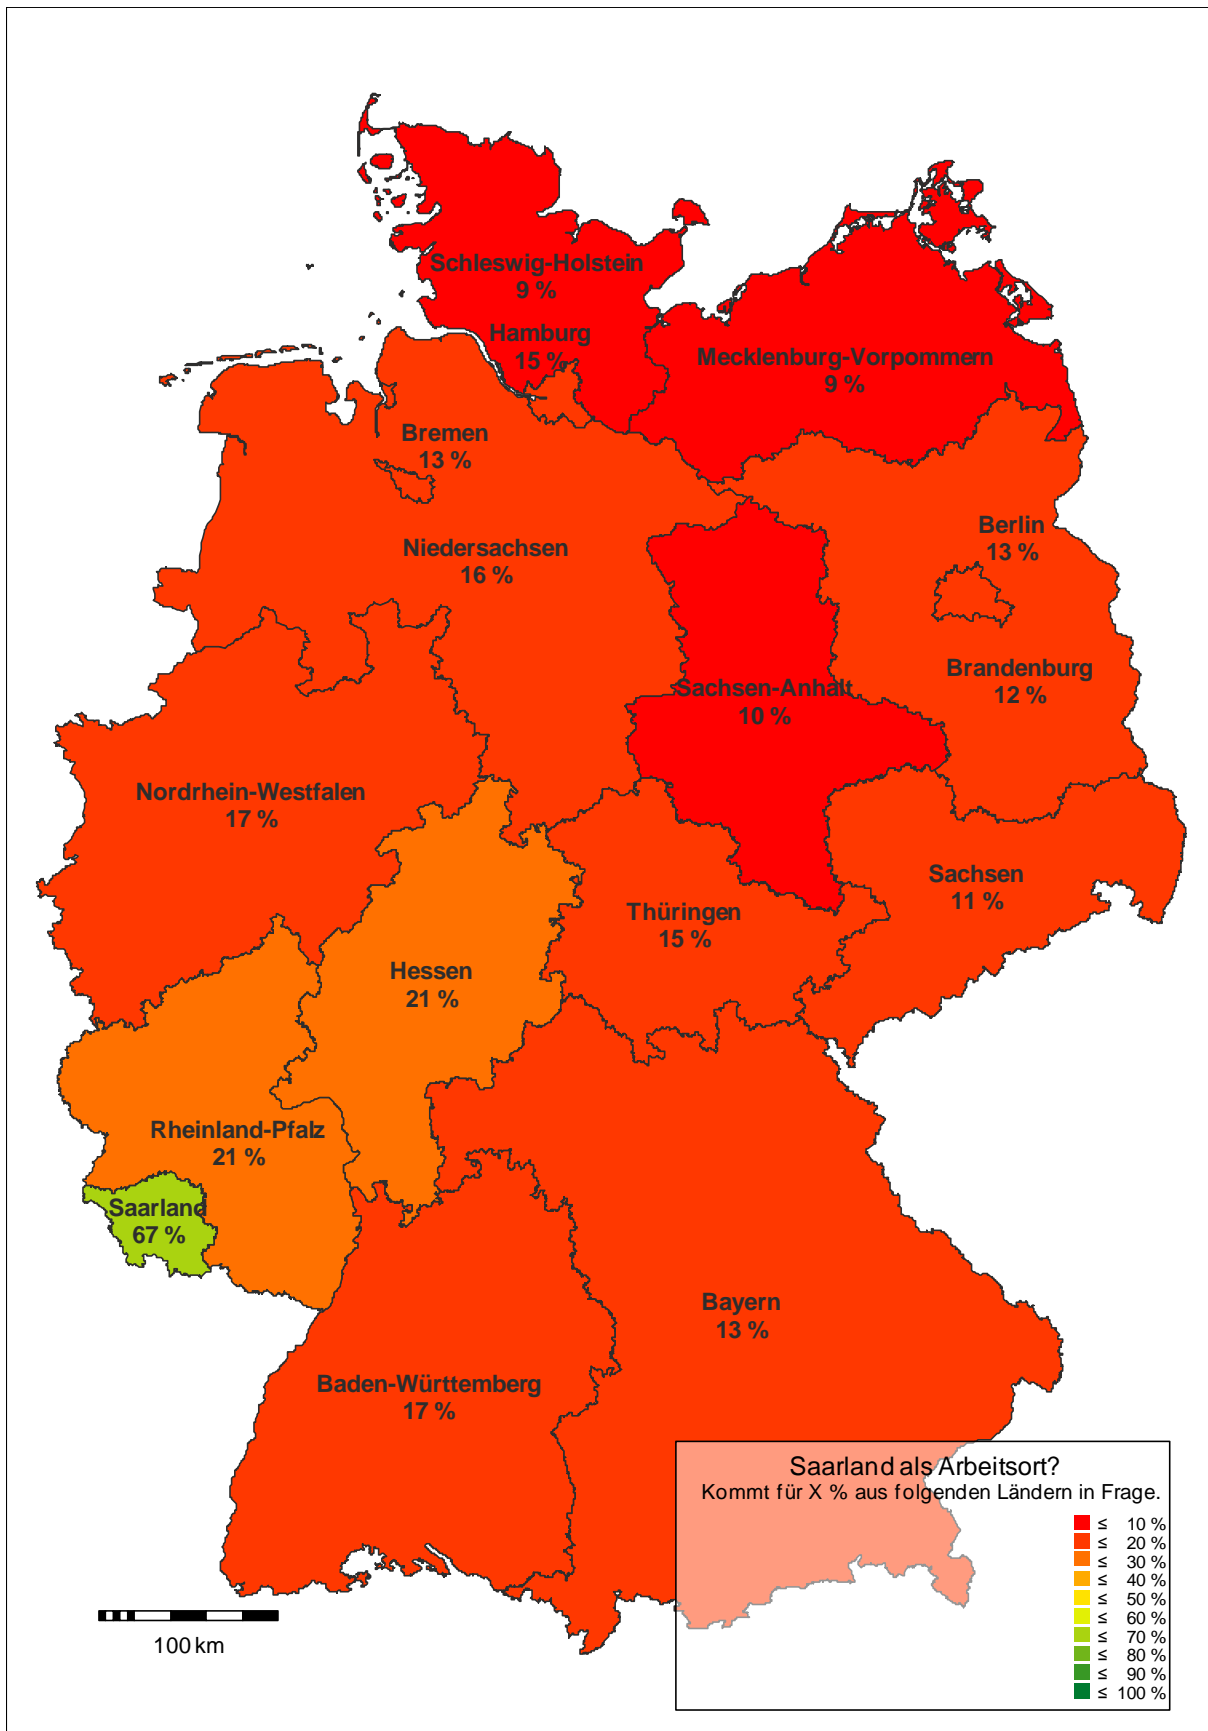 Schleswig-Holstein
9 %
Hamburg
15 %
Mecklenburg-Vorpommern
9 %
Bremen
13 %
Berlin
13 %
Niedersachsen
16 %
Brandenburg
12 %
Sachsen-Anhalt
10 %
Nordrhein-Westfalen
17 %
Sachsen
11 %
Thüringen
15 %
Hessen
21 %
Rheinland-Pfalz
21 %
Saarland
67 %
Bayern
13 %
Baden-Württemberg
17 %
Saarland als Arbeitsort?
Kommt für X % aus folgenden Ländern in Frage.
≤ 10 %
≤ 20 %
≤ 30 %
≤ 40 %
≤ 50 %
≤ 60 %
≤ 70 %
≤ 80 %
≤ 90 %
≤ 100 %
100 km